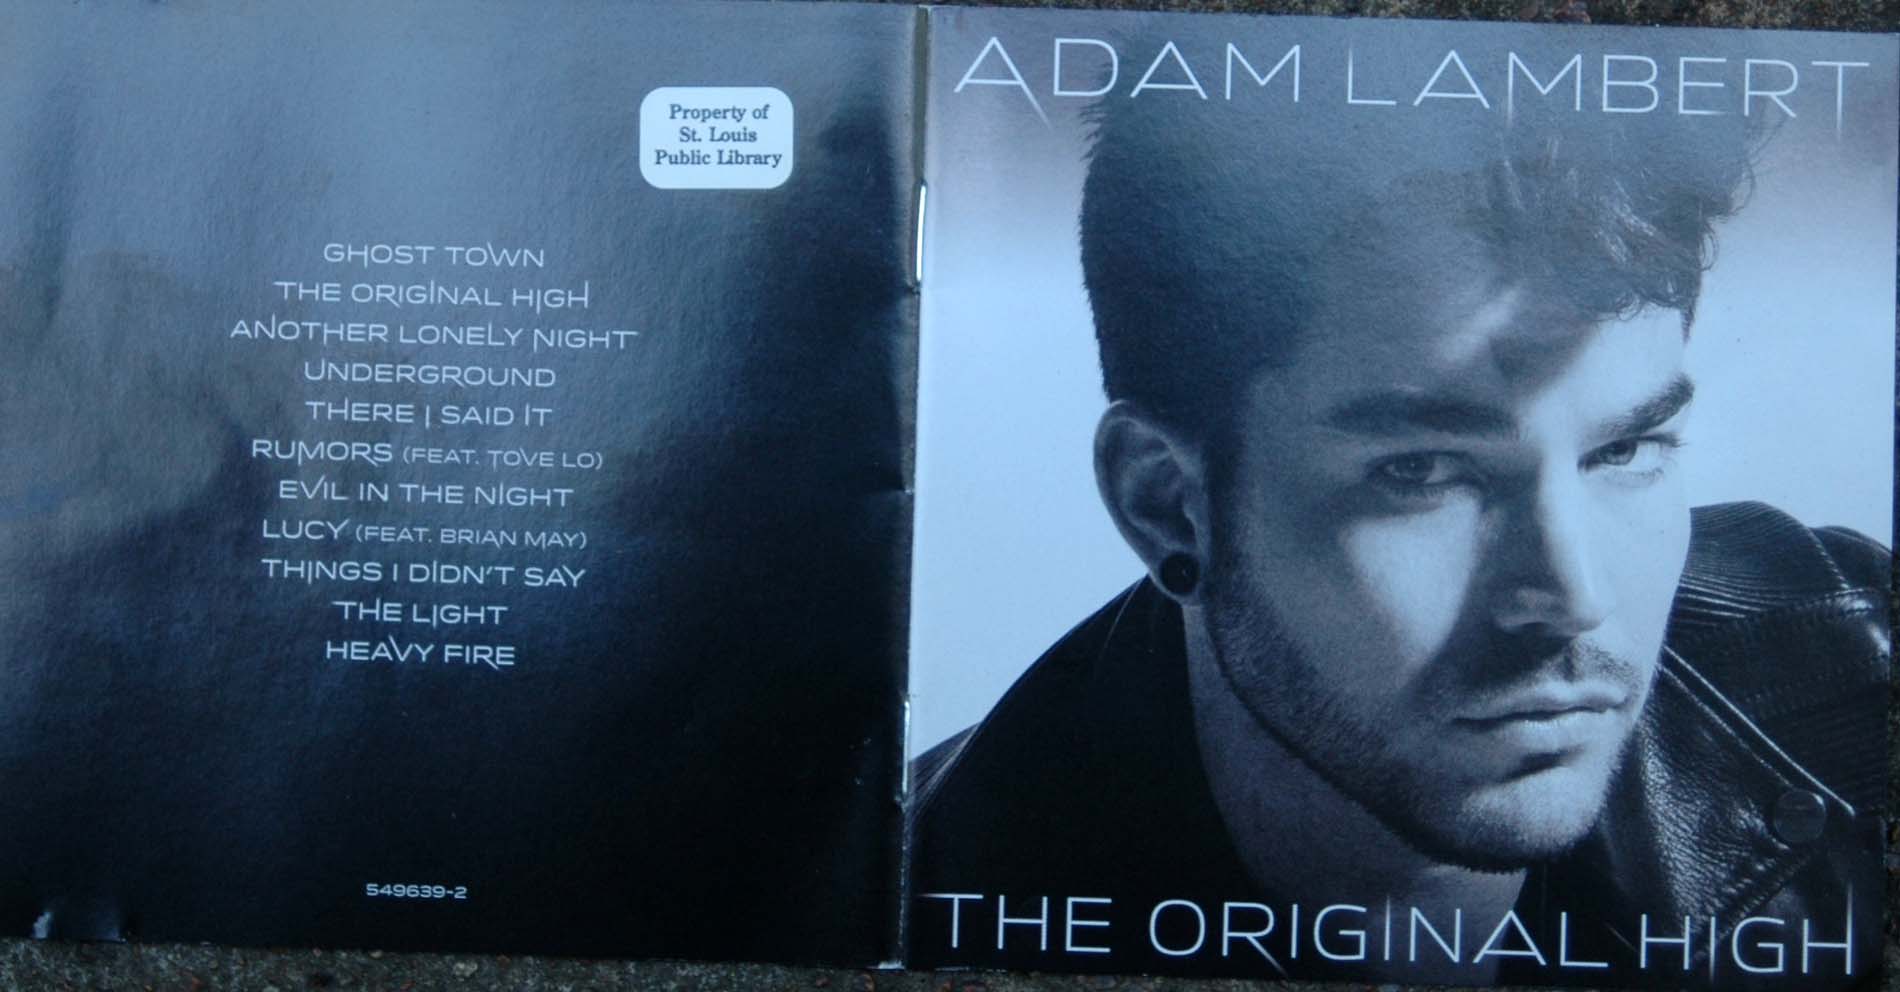 Property of
St. Louis
Public Library
GHOST TOWN
THE ORIGINAL HIGH
ANOTHER LONELY NIGHT
UNDERGROUND
THERE I SAID IT
RUMORS (FEAT. TOVE LO)
EVIL IN THE NIGHT
LUCY (FEAT. BRIAN MAY)
THINGS I DIDN'T SAY
THE LIGHT
HEAVY FIRE
549639-2
ADAM LAMBERT
THE ORIGINAL HIGH